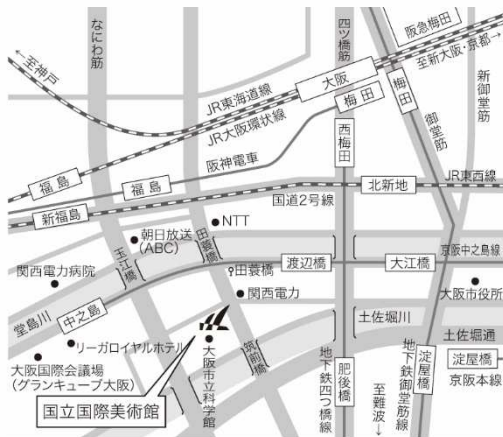 なにわ筋
四ツ橋筋
阪急梅田
至新大阪・京都→
←至神戸
大阪
JR東海道線
梅田
梅田
新御堂筋
御堂筋
JR大阪環状線
阪神電車
西梅田
福島
福島
北新地
JR東西線
新福島
国道2号線
NTT
朝日放送
(ABC)
玉江橋
田蓑橋
田蓑橋
渡辺橋
大江橋
京阪中之島線
関西電力病院
関西電力
大阪市役所
堂島川
中之島
土佐堀川
リーガロイヤルホテル
土佐堀通
大阪国際会議場
(グランキューブ大阪)
大阪市立科学館
筑前橋
肥後橋
地下鉄四つ橋線
至難波→
地下鉄御堂筋線
淀屋橋
淀屋橋
京阪本線
国立国際美術館